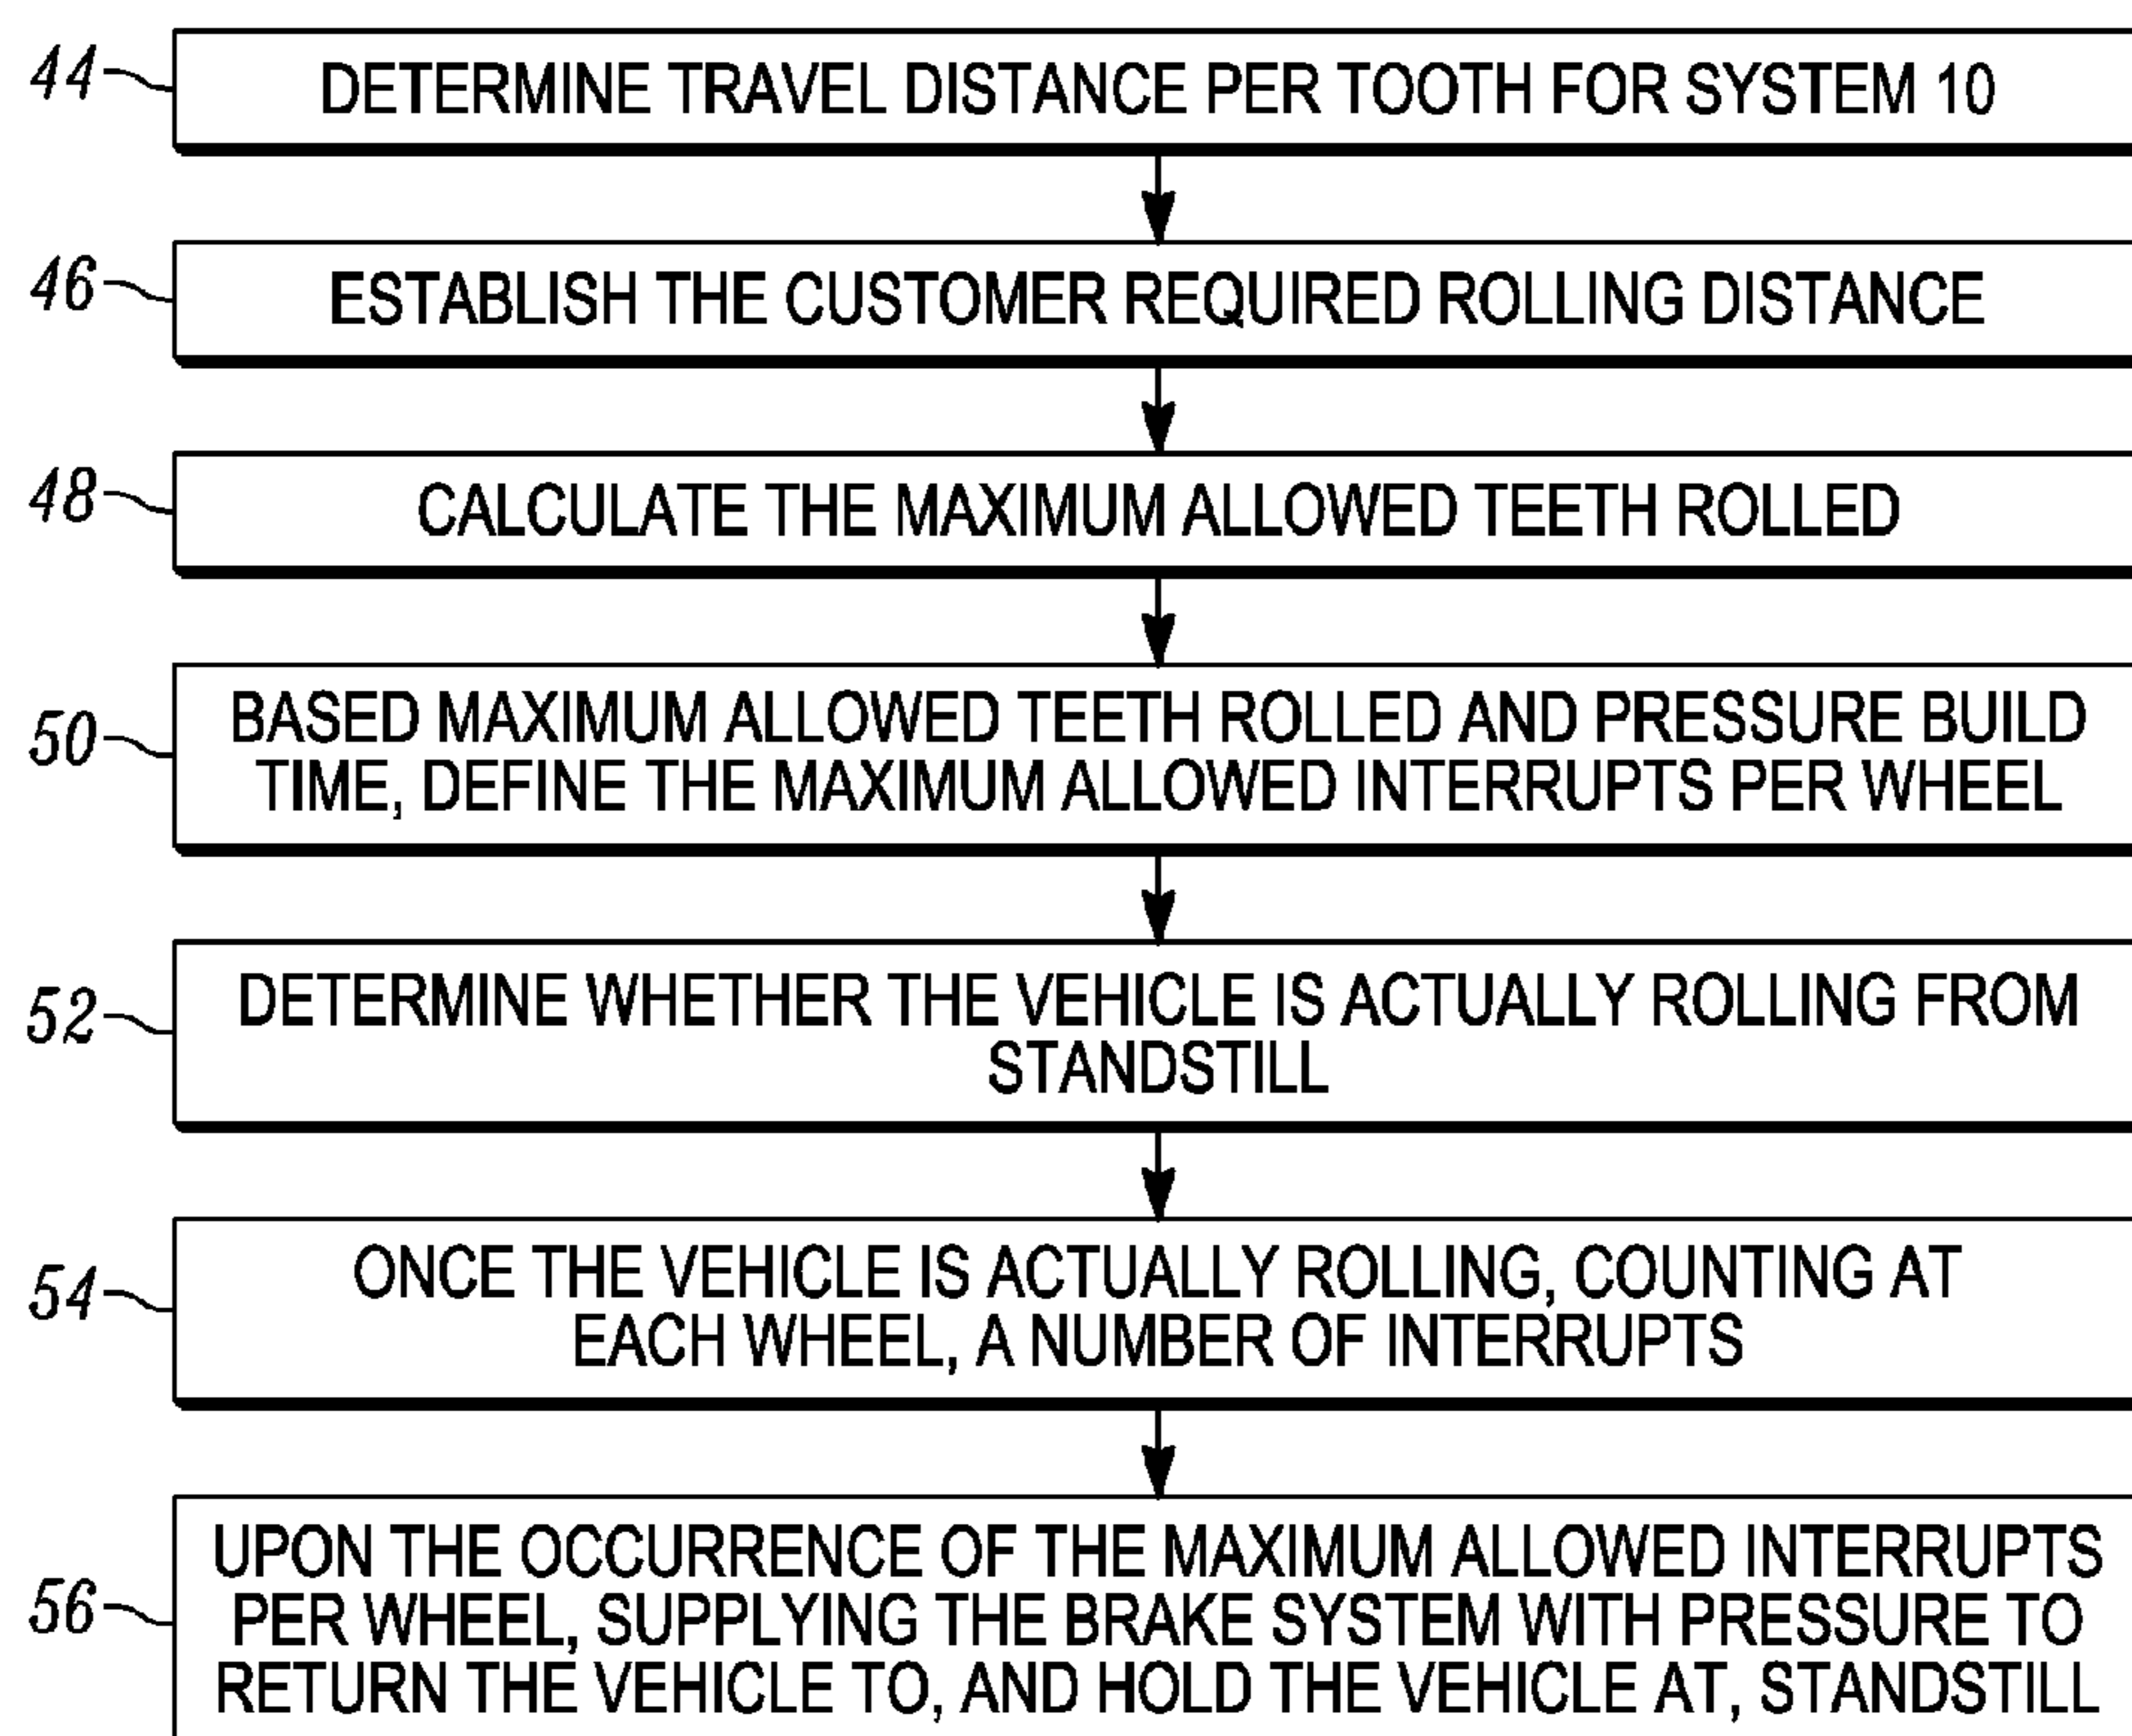 44 DETERMINE TRAVEL DISTANCE PER TOOTH FOR SYSTEM 10
46 ESTABLISH THE CUSTOMER REQUIRED ROLLING DISTANCE
48 CALCULATE THE MAXIMUM ALLOWED TEETH ROLLED
50 BASED MAXIMUM ALLOWED TEETH ROLLED AND PRESSURE BUILD
TIME, DEFINE THE MAXIMUM ALLOWED INTERRUPTS PER WHEEL
52 DETERMINE WHETHER THE VEHICLE IS ACTUALLY ROLLING FROM
STANDSTILL
54 ONCE THE VEHICLE IS ACTUALLY ROLLING, COUNTING AT
EACH WHEEL, A NUMBER OF INTERRUPTS
56 UPON THE OCCURRENCE OF THE MAXIMUM ALLOWED INTERRUPTS
PER WHEEL, SUPPLYING THE BRAKE SYSTEM WITH PRESSURE TO
RETURN THE VEHICLE TO, AND HOLD THE VEHICLE AT, STANDSTILL